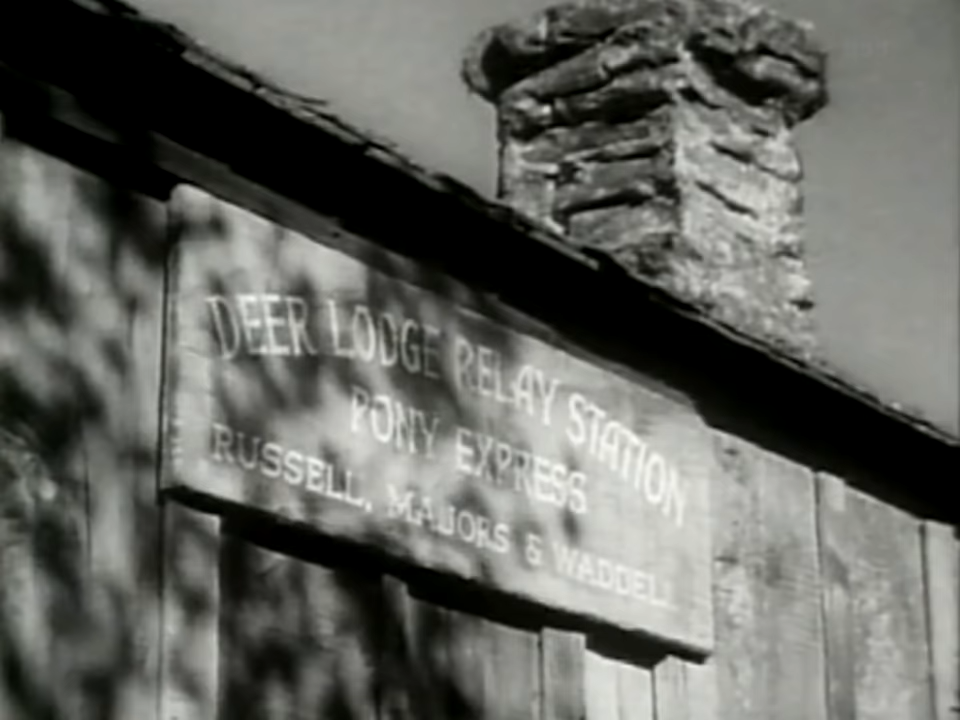 DEER LODGE RELAY STATION
PONY EXPRESS
RUSSELL, MAJORS & WADDELL